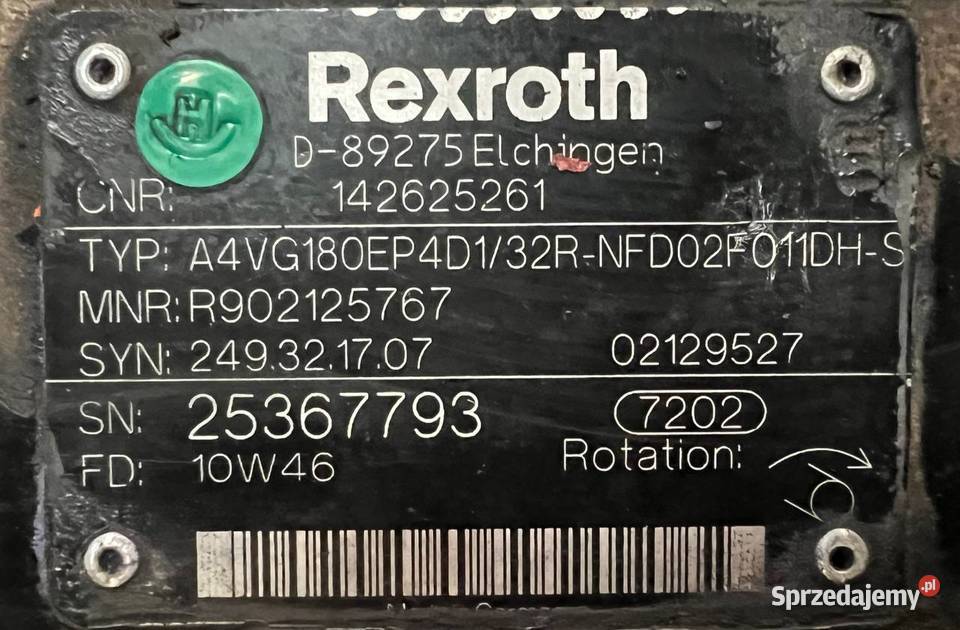 Rexroth
D-89275 Elchingen
CNR: 142625261
TYP: A4VG180EP4D1/32R-NFD02F011DH-S
MNR: R902125767
SYN: 249.32.17.07 02129527
SN: 25367793 7202
FD: 10W46 Rotation:
Sprzedajemy.pl